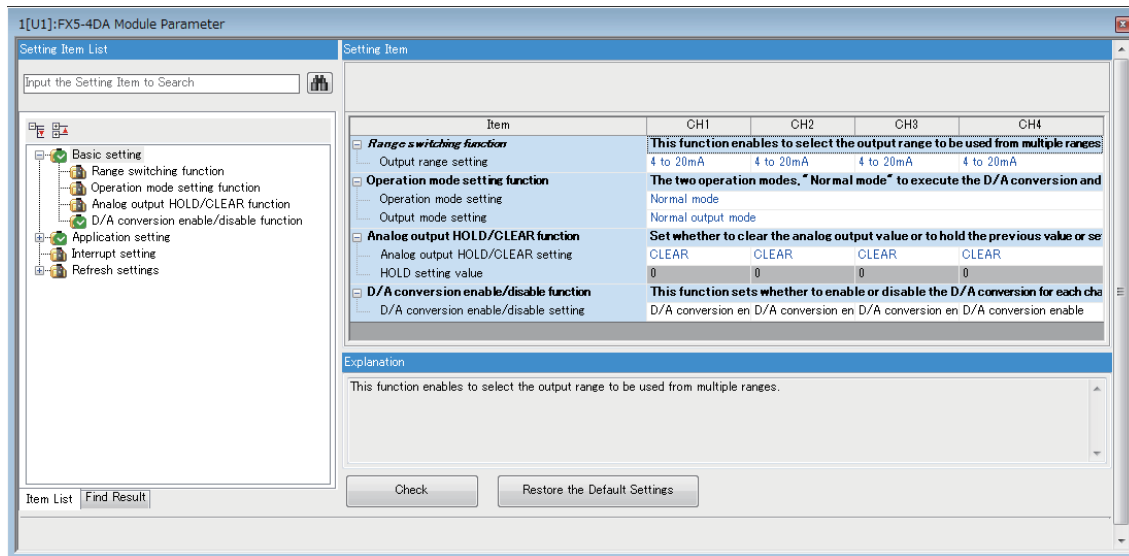 1[U1]:FX5-4DA Module Parameter
Setting Item List
Input the Setting Item to Search
Basic setting
Range switching function
Operation mode setting function
Analog output HOLD/CLEAR function
D/A conversion enable/disable function
Application setting
Interrupt setting
Refresh settings
Item List Find Result
Setting Item
Item CH1 CH2 CH3 CH4
Range switching function This function enables to select the output range to be used from multiple ranges
Output range setting 4 to 20mA 4 to 20mA 4 to 20mA 4 to 20mA
Operation mode setting function The two operation modes, "Normal mode" to execute the D/A conversion and
Operation mode setting Normal mode
Output mode setting Normal output mode
Analog output HOLD/CLEAR function Set whether to clear the analog output value or to hold the previous value or se
Analog output HOLD/CLEAR setting CLEAR CLEAR CLEAR CLEAR
HOLD setting value 0 0 0 0
D/A conversion enable/disable function This function sets whether to enable or disable the D/A conversion for each cha
D/A conversion enable/disable setting D/A conversion en D/A conversion en D/A conversion en D/A conversion enable
Explanation
This function enables to select the output range to be used from multiple ranges.
Check Restore the Default Settings